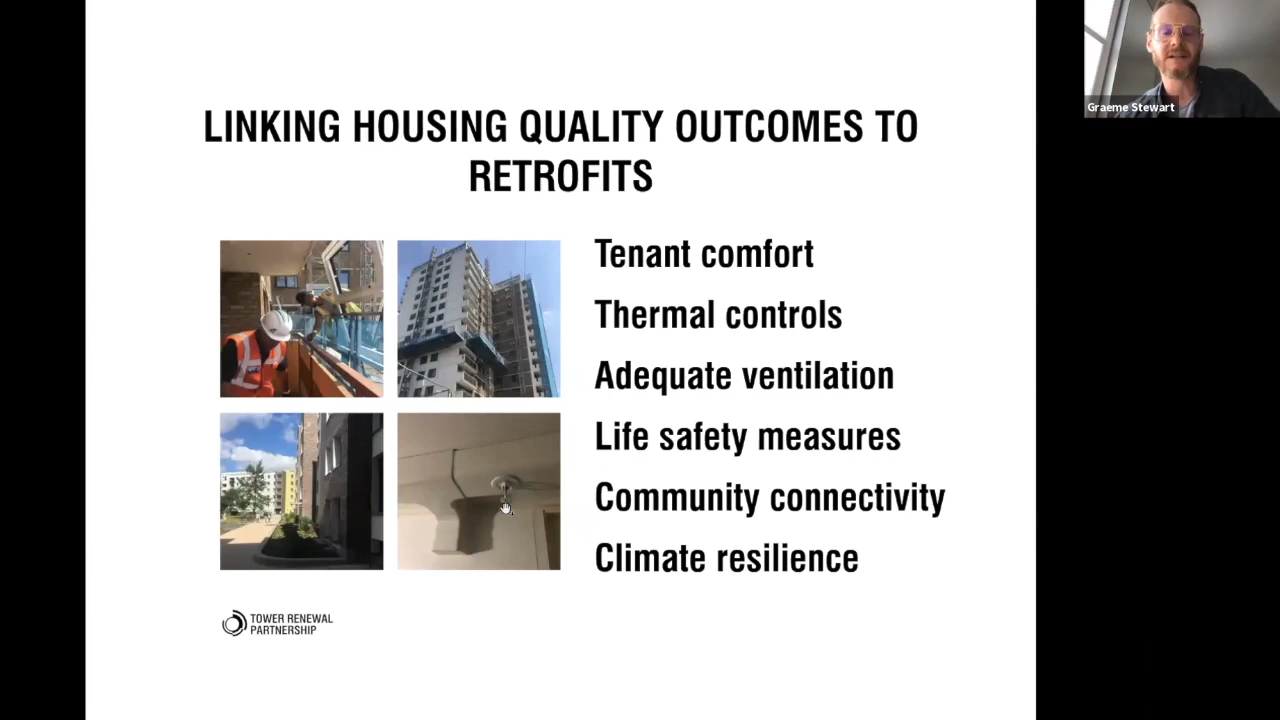 LINKING HOUSING QUALITY OUTCOMES TO
RETROFITS
Tenant comfort
Thermal controls
Adequate ventilation
Life safety measures
Community connectivity
Climate resilience
TOWER RENEWAL
PARTNERSHIP
Graeme Stewart